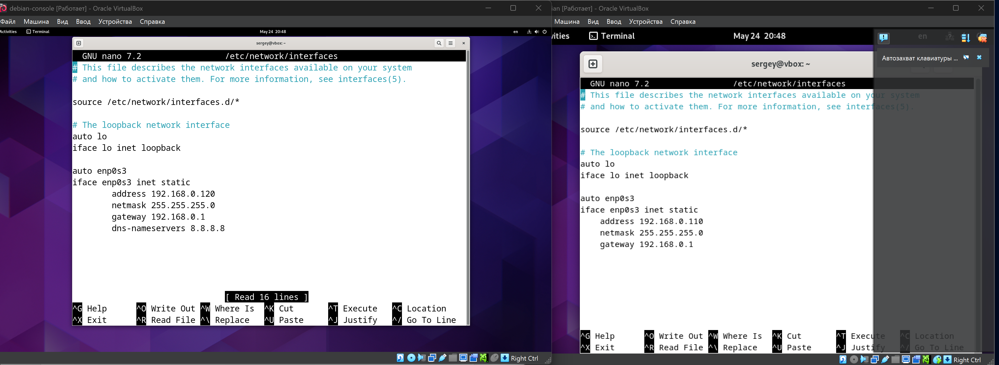 debian-console [Работает] - Oracle VirtualBox
Файл Машина Вид Ввод Устройства Справка
Activities Terminal May 24 20:48 en
sergey@vbox: ~
GNU nano 7.2 /etc/network/interfaces
# This file describes the network interfaces available on your system
# and how to activate them. For more information, see interfaces(5).
source /etc/network/interfaces.d/*
# The loopback network interface
auto lo
iface lo inet loopback
auto enp0s3
iface enp0s3 inet static
address 192.168.0.120
netmask 255.255.255.0
gateway 192.168.0.1
dns-nameservers 8.8.8.8
[ Read 16 lines ]
^G Help ^O Write Out ^W Where Is ^K Cut ^T Execute ^C Location
^X Exit ^R Read File ^\ Replace ^U Paste ^J Justify ^/ Go To Line
Right Ctrl
ian [Работает] - Oracle VirtualBox
Машина Вид Ввод Устройства Справка
vities Terminal May 24 20:48 en
Автозахват клавиатуры ...
sergey@vbox: ~
GNU nano 7.2 /etc/network/interfaces
# This file describes the network interfaces available on your system
# and how to activate them. For more information, see interfaces(5).
source /etc/network/interfaces.d/*
# The loopback network interface
auto lo
iface lo inet loopback
auto enp0s3
iface enp0s3 inet static
address 192.168.0.110
netmask 255.255.255.0
gateway 192.168.0.1
^G Help ^O Write Out ^W Where Is ^K Cut ^T Execute ^C Location
^X Exit ^R Read File ^\ Replace ^U Paste ^J Justify ^/ Go To Line
Right Ctrl